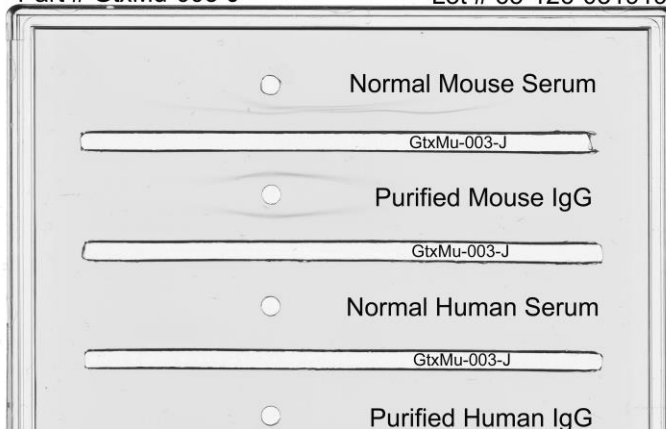 Normal Mouse Serum
GtxMu-003-J
Purified Mouse IgG
GtxMu-003-J
Normal Human Serum
GtxMu-003-J
Purified Human IgG